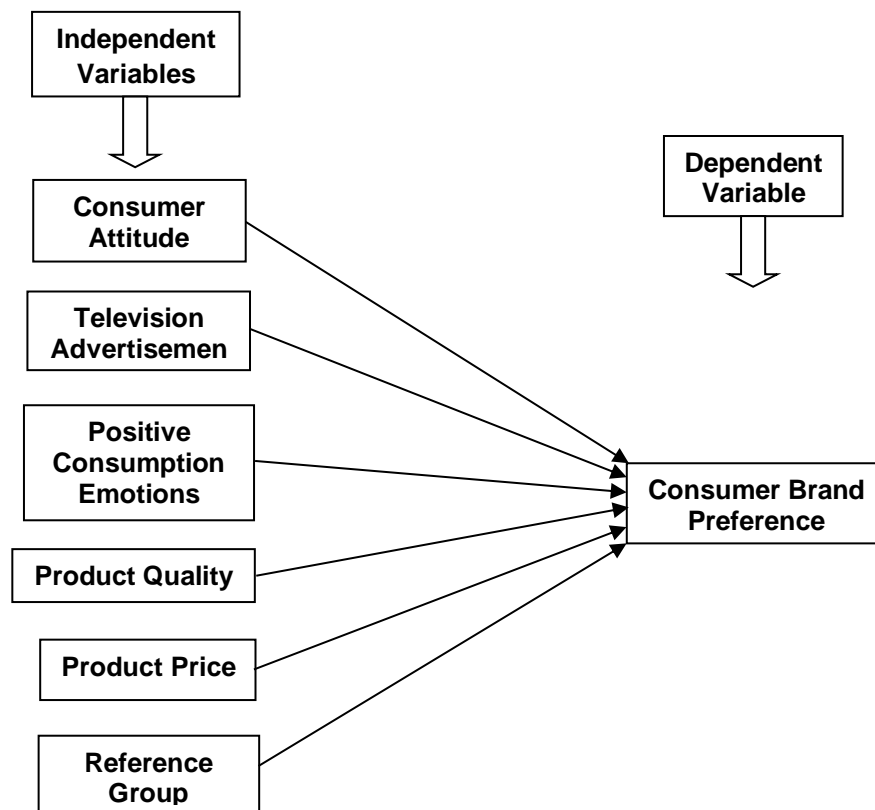 Independent
Variables
Dependent
Variable
Consumer
Attitude
Television
Advertisemen
Positive
Consumption
Emotions
Consumer Brand
Preference
Product Quality
Product Price
Reference
Group